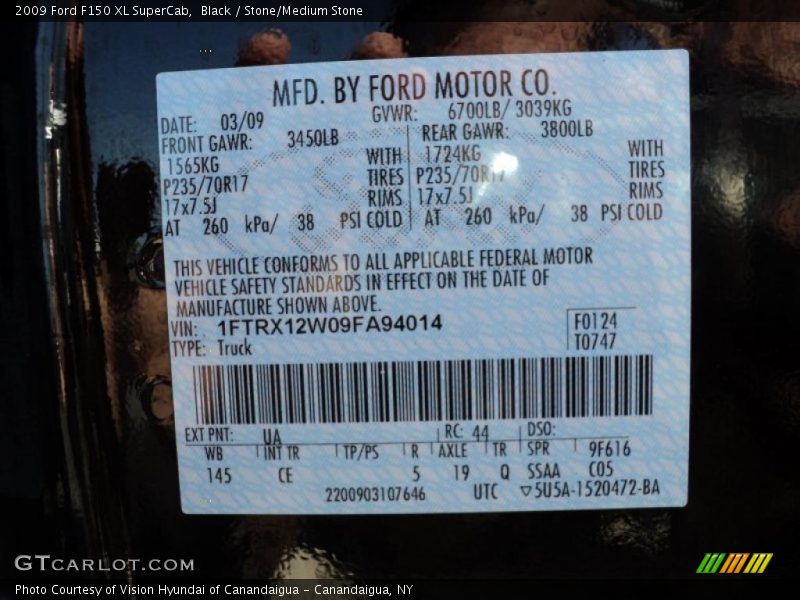 2009 Ford F150 XL SuperCab, Black / Stone/Medium Stone
MFD. BY FORD MOTOR CO.
DATE: 03/09 GVWR: 6700LB/ 3039KG
FRONT GAWR: 3450LB REAR GAWR: 3800LB
1565KG WITH 1724KG WITH
P235/70R17 TIRES P235/70R17 TIRES
17x7.5J RIMS 17x7.5J RIMS
AT 260 kPa/ 38 PSI COLD AT 260 kPa/ 38 PSI COLD
THIS VEHICLE CONFORMS TO ALL APPLICABLE FEDERAL MOTOR
VEHICLE SAFETY STANDARDS IN EFFECT ON THE DATE OF
MANUFACTURE SHOWN ABOVE.
VIN: 1FTRX12W09FA94014 F0124
TYPE: Truck T0747
EXT PNT: UA RC: 44 DSO:
WB INT TR TP/PS R AXLE TR SPR 9F616
145 CE 5 19 Q SSAA C05
2200903107646 UTC ▽5U5A-1520472-BA
GTCARLOT.COM
Photo Courtesy of Vision Hyundai of Canandaigua – Canandaigua, NY